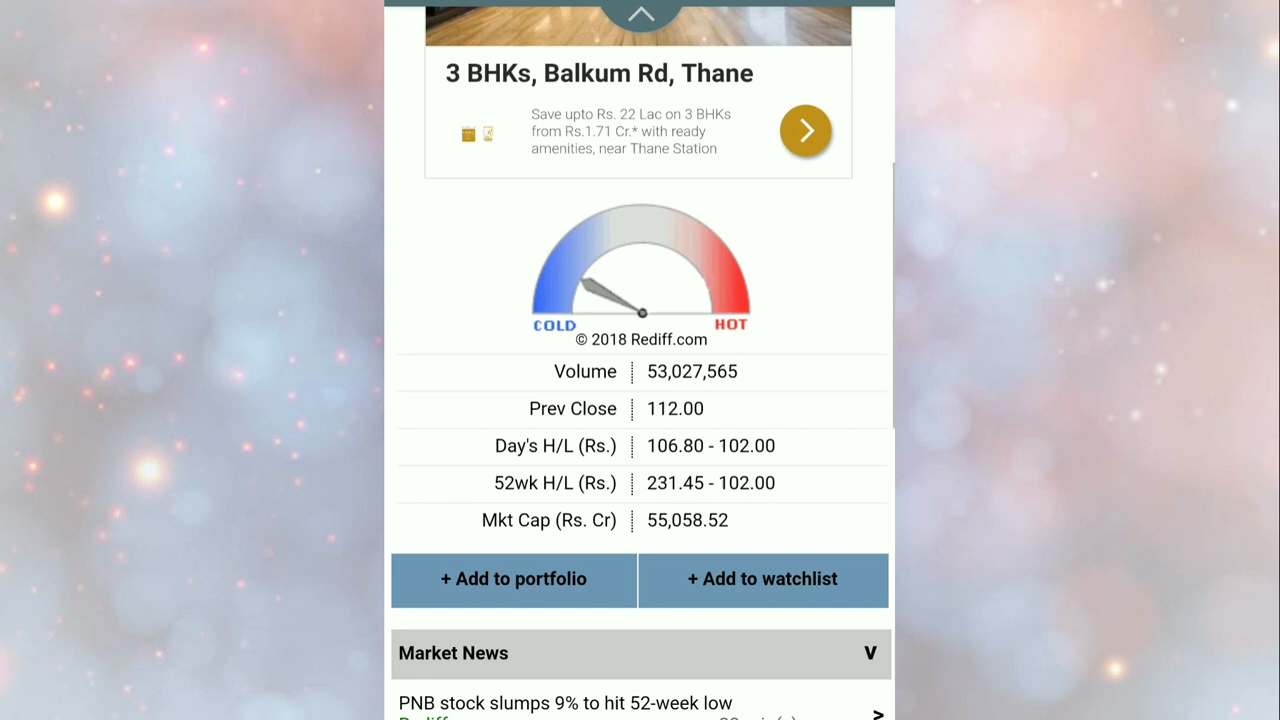 3 BHKs, Balkum Rd, Thane
Save upto Rs. 22 Lac on 3 BHKs
from Rs.1.71 Cr.* with ready
amenities, near Thane Station
COLD
HOT
© 2018 Rediff.com
Volume 53,027,565
Prev Close 112.00
Day's H/L (Rs.) 106.80 - 102.00
52wk H/L (Rs.) 231.45 - 102.00
Mkt Cap (Rs. Cr) 55,058.52
+ Add to portfolio
+ Add to watchlist
Market News
PNB stock slumps 9% to hit 52-week low